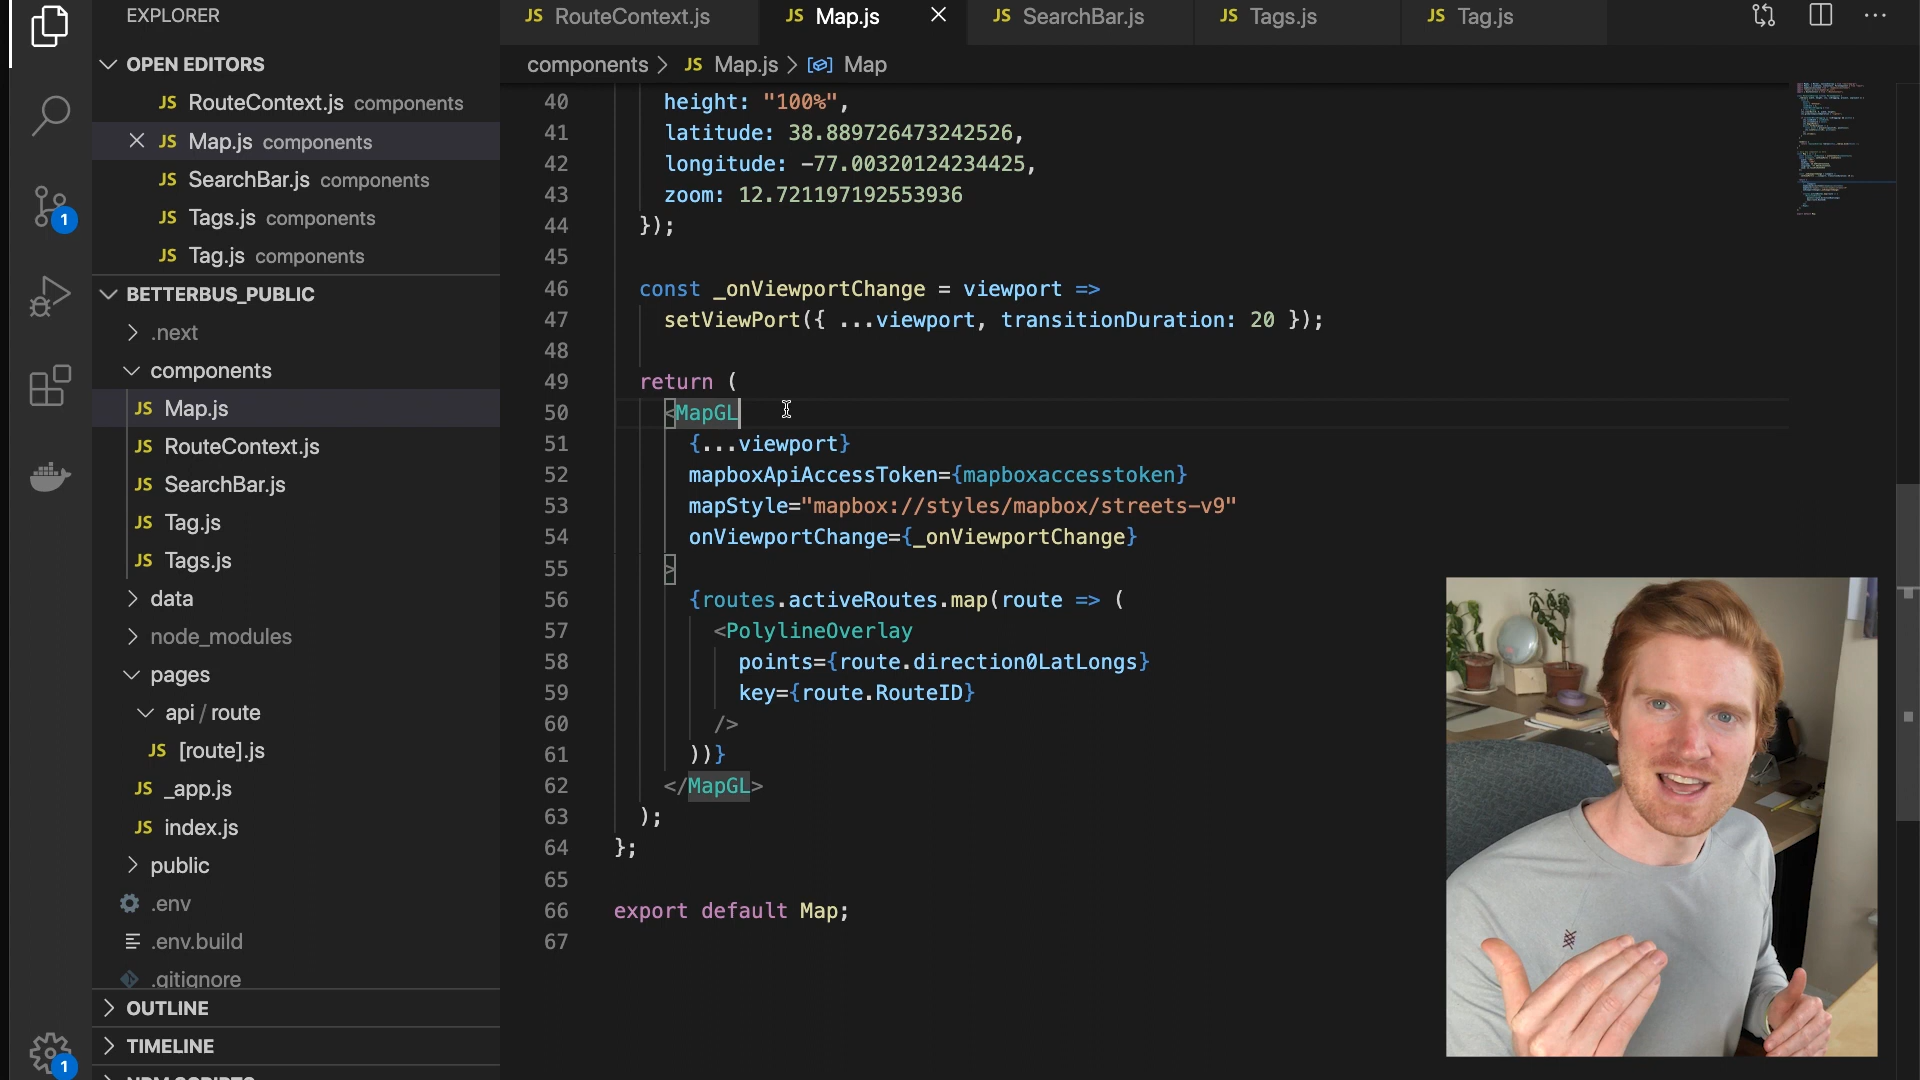 EXPLORER
OPEN EDITORS
JS RouteContext.js components
JS Map.js components
JS SearchBar.js components
JS Tags.js components
JS Tag.js components
BETTERBUS_PUBLIC
.next
components
JS Map.js
JS RouteContext.js
JS SearchBar.js
JS Tag.js
JS Tags.js
data
node_modules
pages
api / route
JS [route].js
JS _app.js
JS index.js
public
.env
.env.build
.gitignore
OUTLINE
TIMELINE
NPM SCRIPTS
1
1
JS RouteContext.js JS Map.js JS SearchBar.js JS Tags.js JS Tag.js
components > JS Map.js > Map
40 height: "100%",
41 latitude: 38.889726473242526,
42 longitude: -77.00320124234425,
43 zoom: 12.721197192553936
44 });
45
46 const _onViewportChange = viewport =>
47 setViewPort({ ...viewport, transitionDuration: 20 });
48
49 return (
50 <MapGL
51 {...viewport}
52 mapboxApiAccessToken={mapboxaccesstoken}
53 mapStyle="mapbox://styles/mapbox/streets-v9"
54 onViewportChange={_onViewportChange}
55 >
56 {routes.activeRoutes.map(route => (
57 <PolylineOverlay
58 points={route.direction0LatLongs}
59 key={route.RouteID}
60 />
61 ))}
62 </MapGL>
63 );
64 };
65
66 export default Map;
67